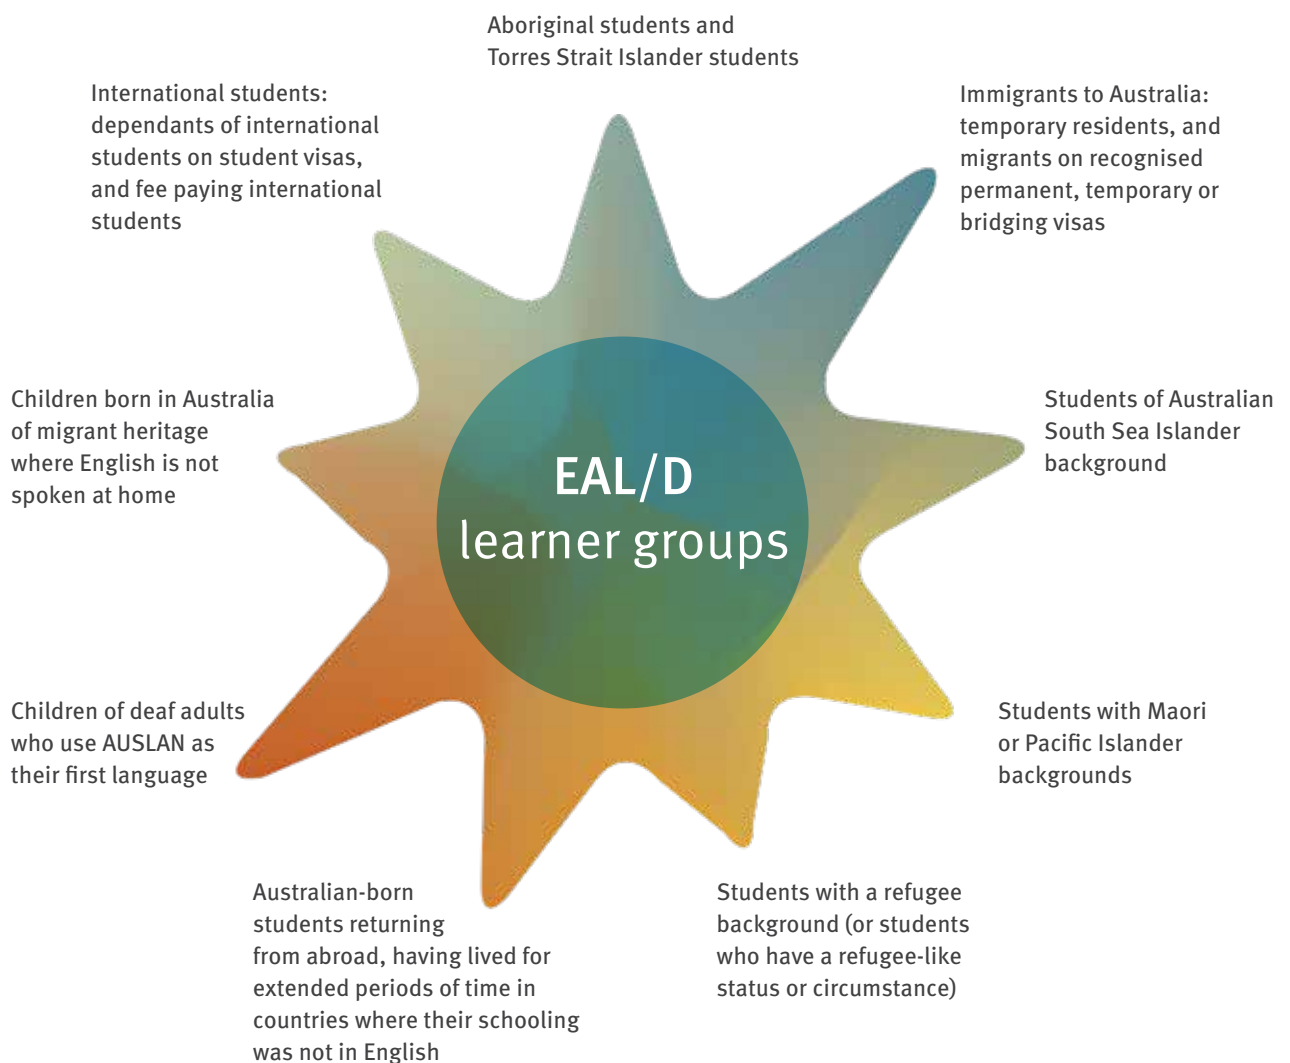 Aboriginal students and
Torres Strait Islander students
International students:
dependants of international
students on student visas,
and fee paying international
students
Immigrants to Australia:
temporary residents, and
migrants on recognised
permanent, temporary or
bridging visas
Children born in Australia
of migrant heritage
where English is not
spoken at home
EAL/D
learner groups
Students of Australian
South Sea Islander
background
Children of deaf adults
who use AUSLAN as
their first language
Students with Maori
or Pacific Islander
backgrounds
Australian-born
students returning
from abroad, having lived for
extended periods of time in
countries where their schooling
was not in English
Students with a refugee
background (or students
who have a refugee-like
status or circumstance)